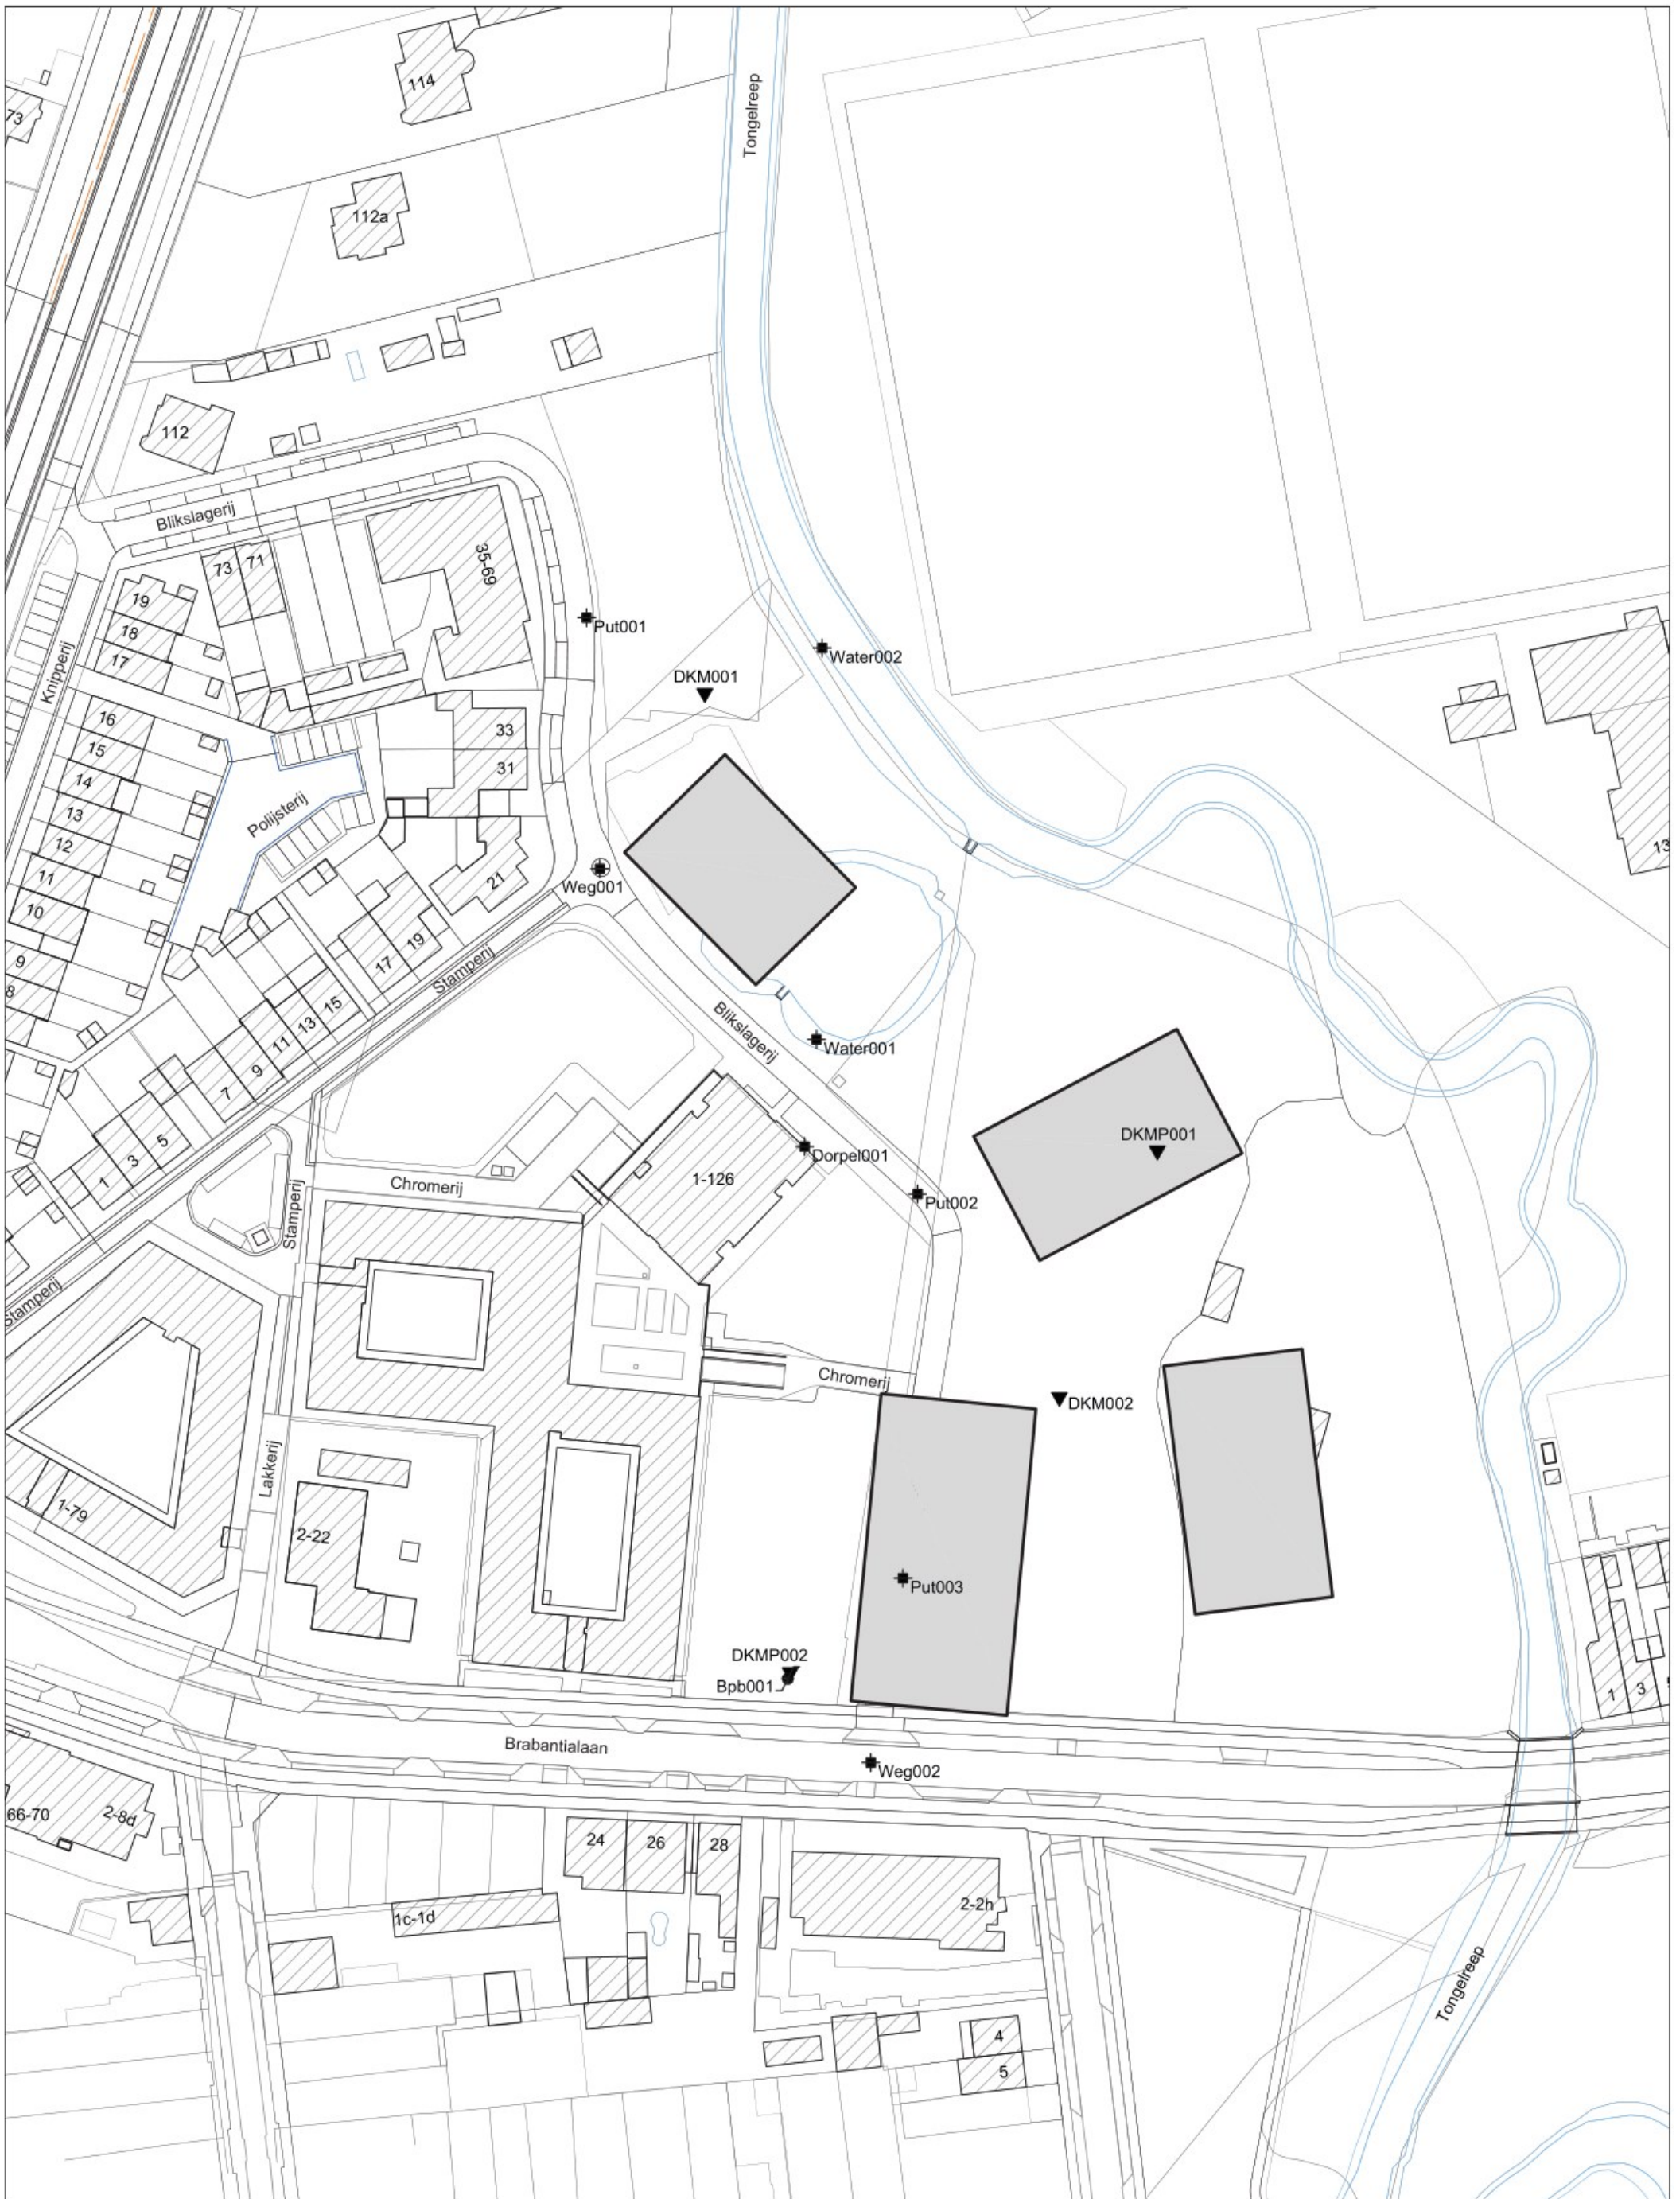 114
Tongelreep
73
112a
112
Blikslagerij
35-69
73
71
19
18
17
Put001
Water002
Knipperij
DKM001
16
15
14
13
12
11
10
9
8
33
31
Polijsterij
21
Weg001
13
19
17
Stamperij
15
13
11
9
7
5
3
1
Blikslagerij
Water001
DKMP001
Dorpel001
1-126
Put002
Chromerij
Stamperij
Stamperij
Chromerij
DKM002
Lakkerij
1-79
2-22
Put003
DKMP002
Bpb001
1
3
Brabantialaan
Weg002
66-70
2-8d
24
26
28
2-2h
1c-1d
Tongelreep
4
5